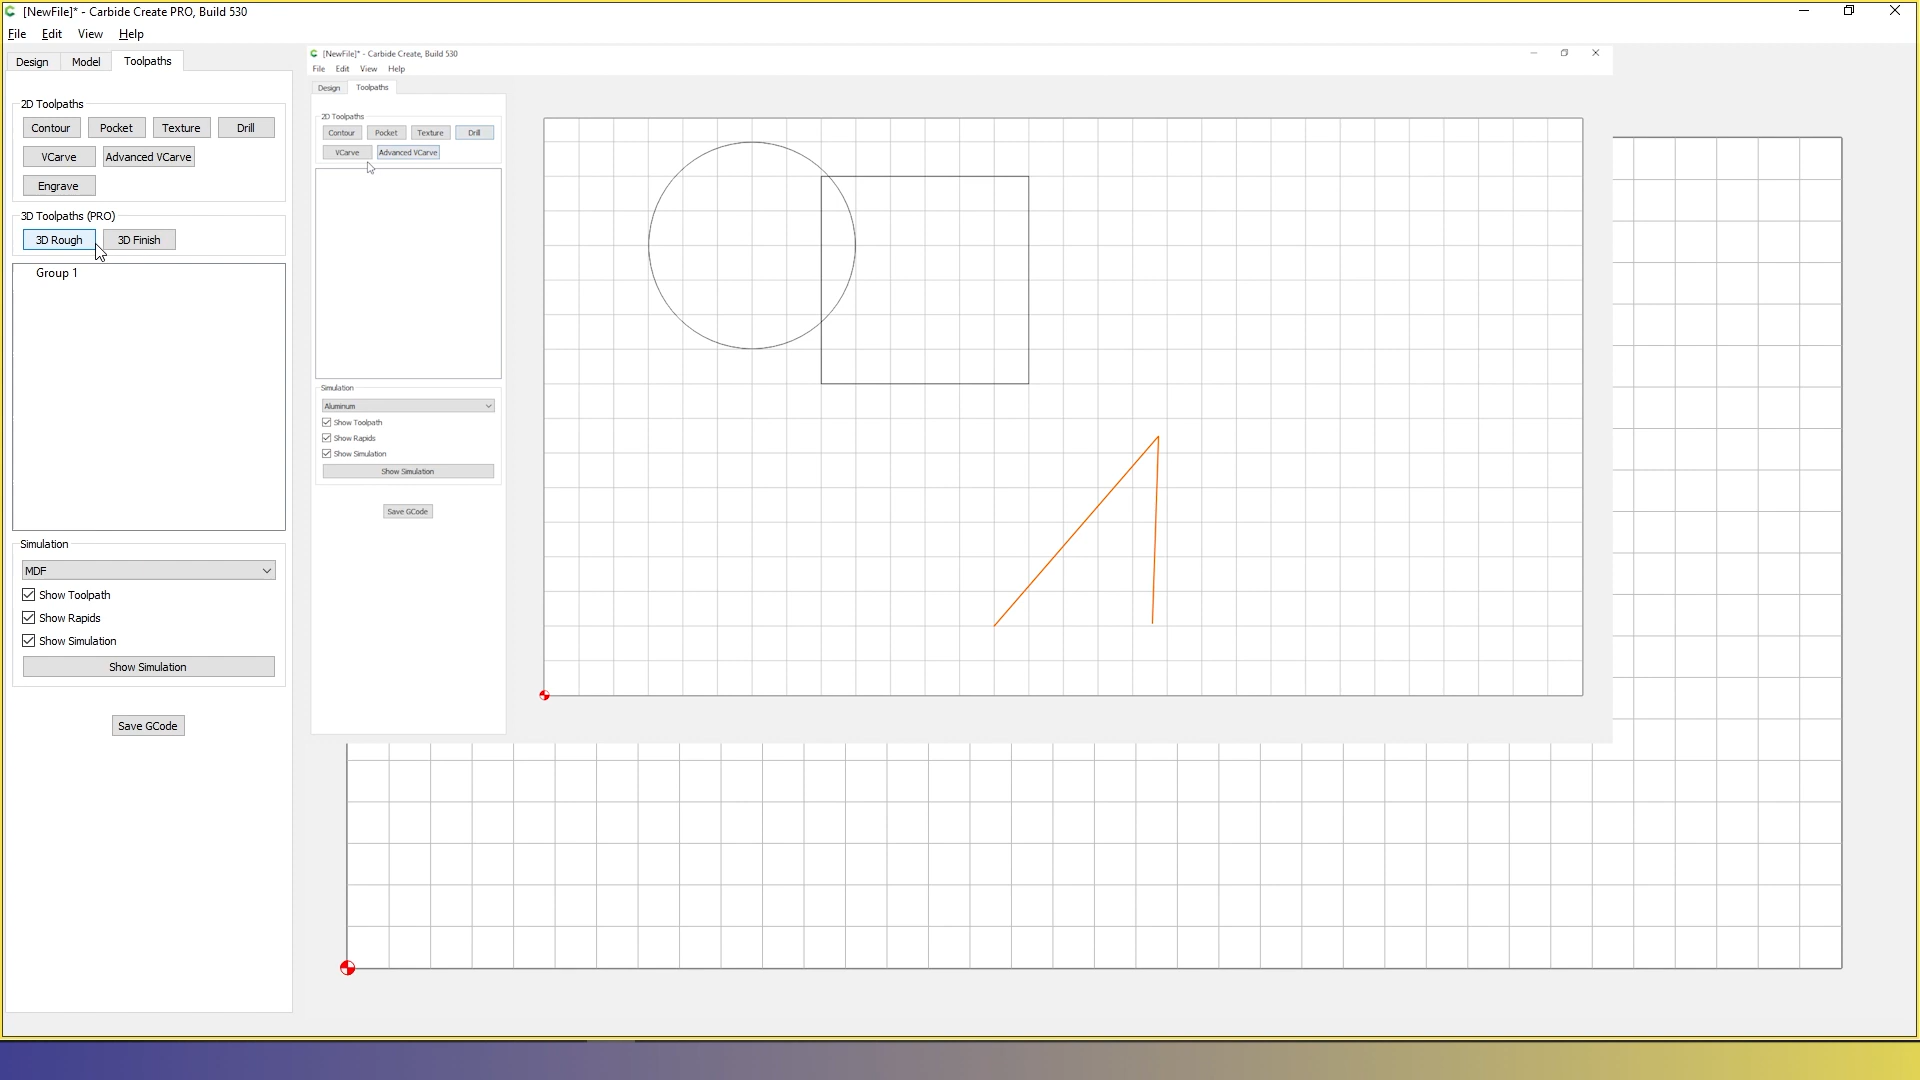 [NewFile]* - Carbide Create PRO, Build 530
File Edit View Help
Design Model Toolpaths
2D Toolpaths
Contour Pocket Texture Drill
VCarve Advanced VCarve
Engrave
3D Toolpaths (PRO)
3D Rough 3D Finish
Group 1
Simulation
MDF
Show Toolpath
Show Rapids
Show Simulation
Show Simulation
Save GCode
[NewFile]* - Carbide Create, Build 530
File Edit View Help
Design Toolpaths
2D Toolpaths
Contour Pocket Texture Drill
VCarve Advanced VCarve
Simulation
Aluminum
Show Toolpath
Show Rapids
Show Simulation
Show Simulation
Save GCode